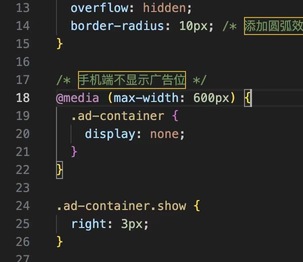 13 overflow: hidden;
14 border-radius: 10px; /* 添加圆弧效
15 }
16
17 /* 手机端不显示广告位 */
18 @media (max-width: 600px) {
19 .ad-container {
20 display: none;
21 }
22 }
23
24 .ad-container.show {
25 right: 3px;
26 }
27